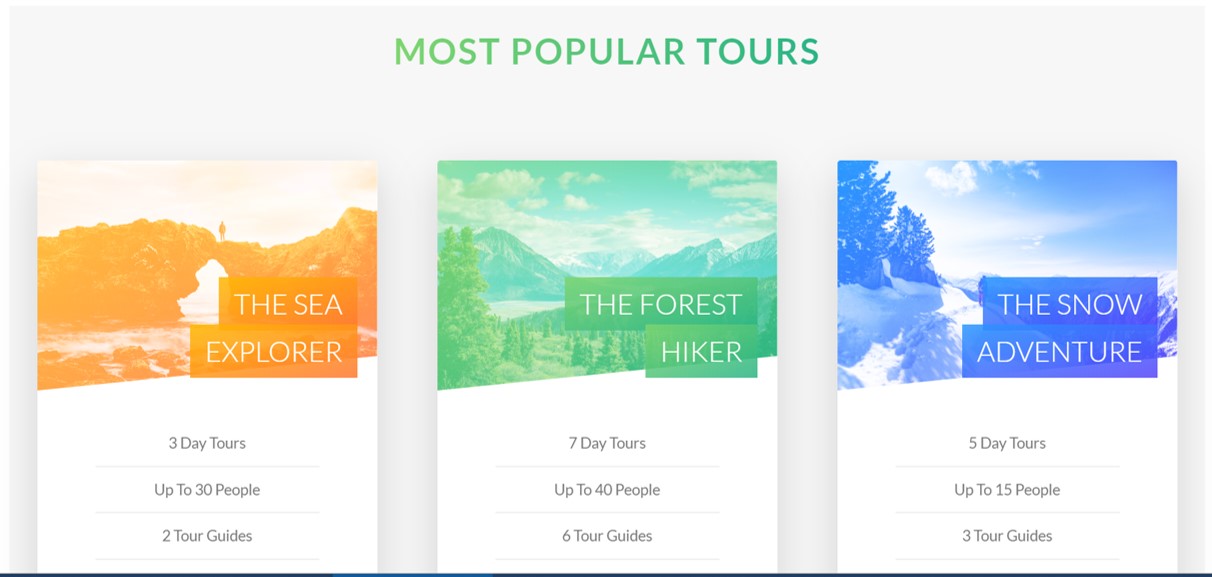 MOST POPULAR TOURS
THE SEA
EXPLORER
3 Day Tours
Up To 30 People
2 Tour Guides
THE FOREST
HIKER
7 Day Tours
Up To 40 People
6 Tour Guides
THE SNOW
ADVENTURE
5 Day Tours
Up To 15 People
3 Tour Guides